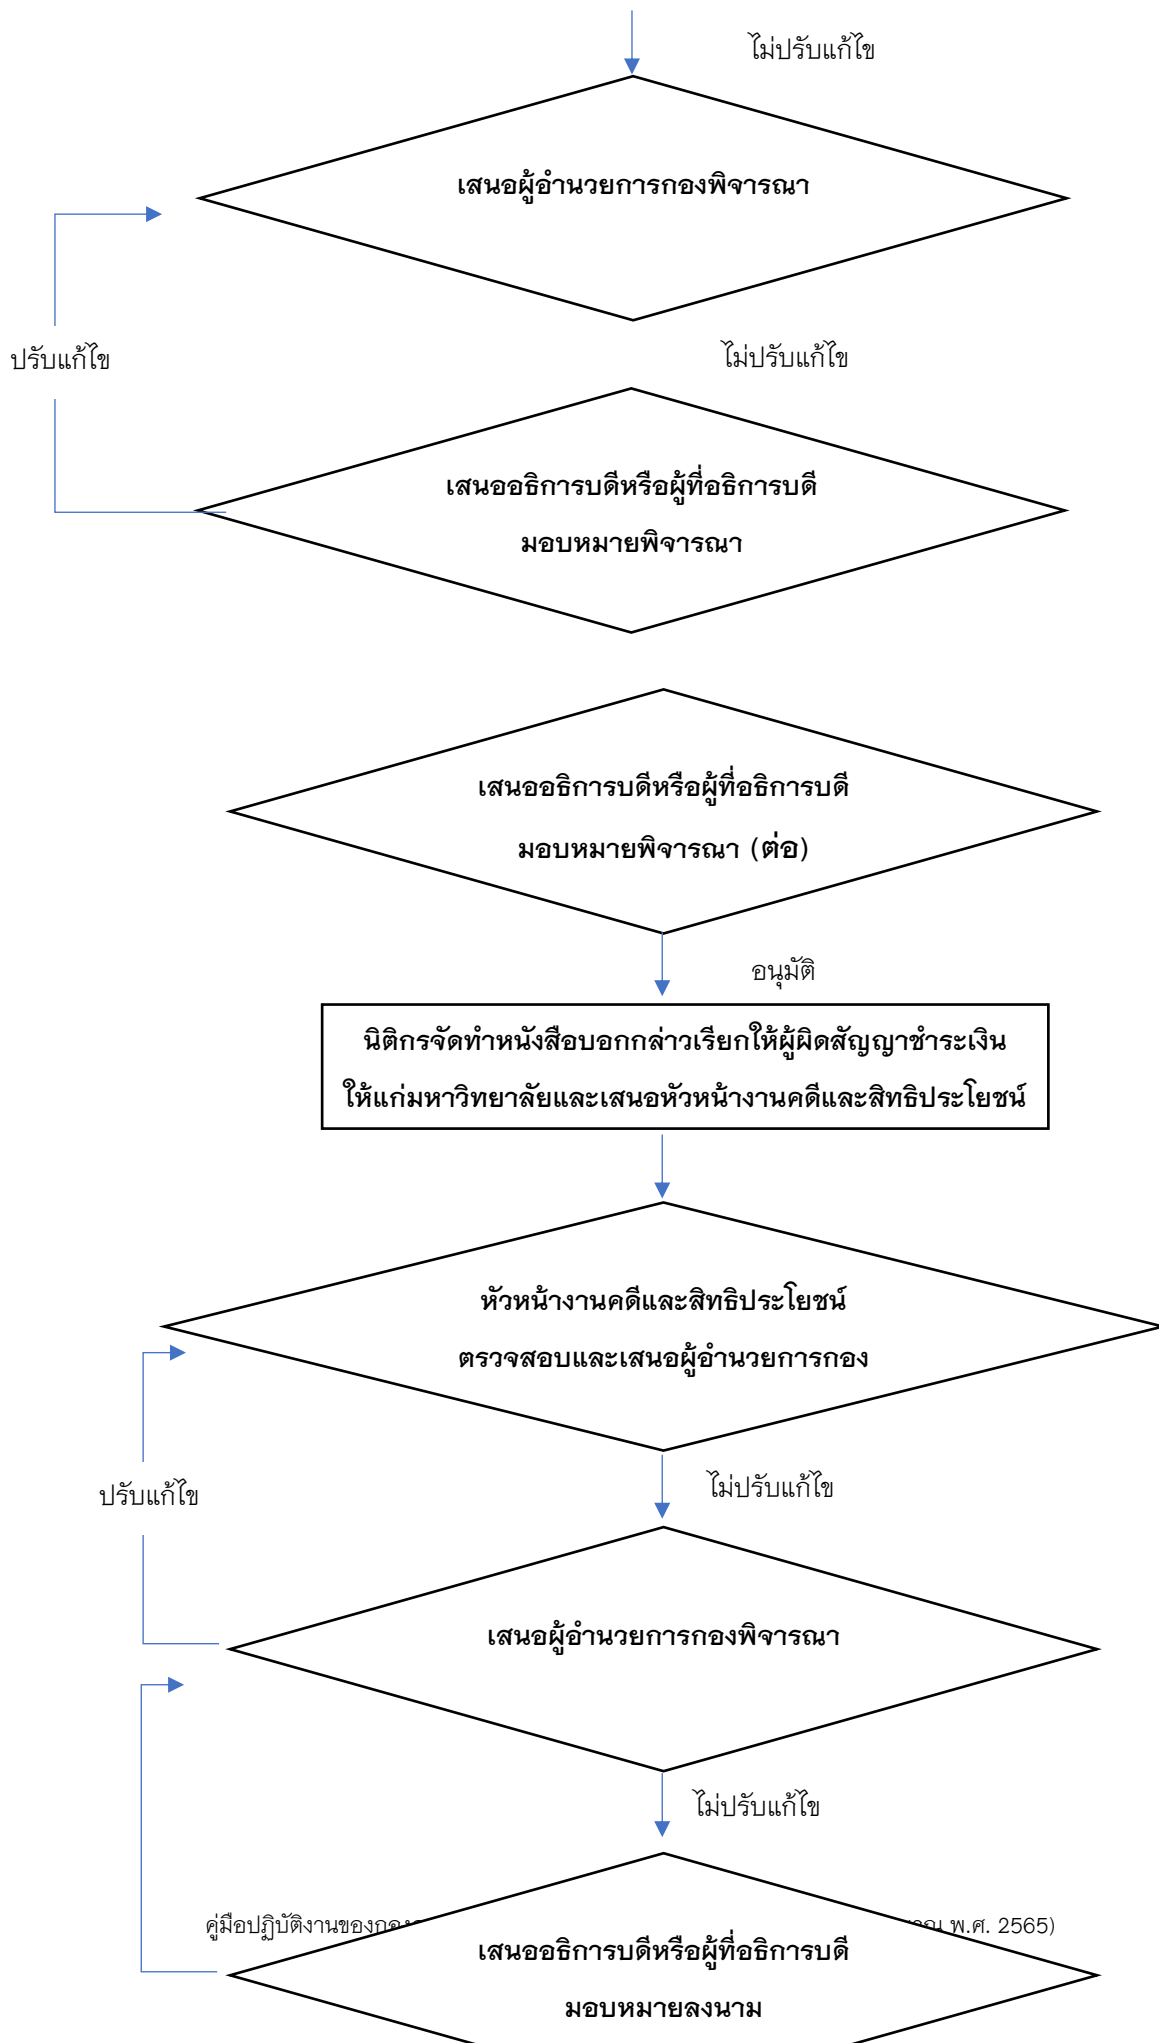 ไม่ปรับแก้ไข
เสนอผู้อำนวยการกองพิจารณา
ปรับแก้ไข
ไม่ปรับแก้ไข
เสนออธิการบดีหรือผู้ที่อธิการบดี
มอบหมายพิจารณา
เสนออธิการบดีหรือผู้ที่อธิการบดี
มอบหมายพิจารณา (ต่อ)
อนุมัติ
นิติกรจัดทำหนังสือบอกกล่าวเรียกให้ผู้ผิดสัญญาชำระเงิน
ให้แก่มหาวิทยาลัยและเสนอหัวหน้างานคดีและสิทธิประโยชน์
หัวหน้างานคดีและสิทธิประโยชน์
ตรวจสอบและเสนอผู้อำนวยการกอง
ปรับแก้ไข
ไม่ปรับแก้ไข
เสนอผู้อำนวยการกองพิจารณา
ไม่ปรับแก้ไข
คู่มือปฏิบัติงานของกอง พ.ศ. 2565)
เสนออธิการบดีหรือผู้ที่อธิการบดี
มอบหมายลงนาม